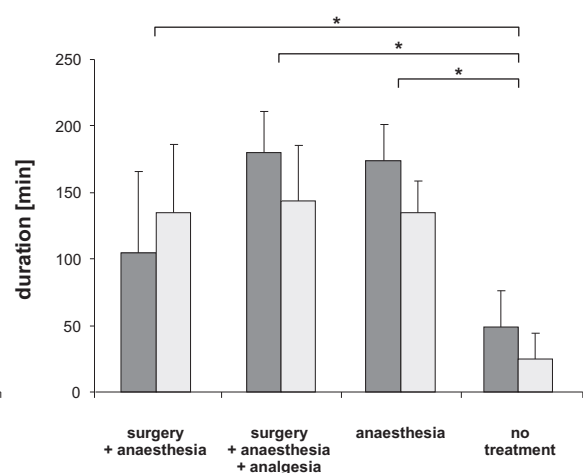 *
*
*
250
200
150
100
50
0
duration [min]
surgery
+ anaesthesia
surgery
+ anaesthesia
+ analgesia
anaesthesia
no
treatment